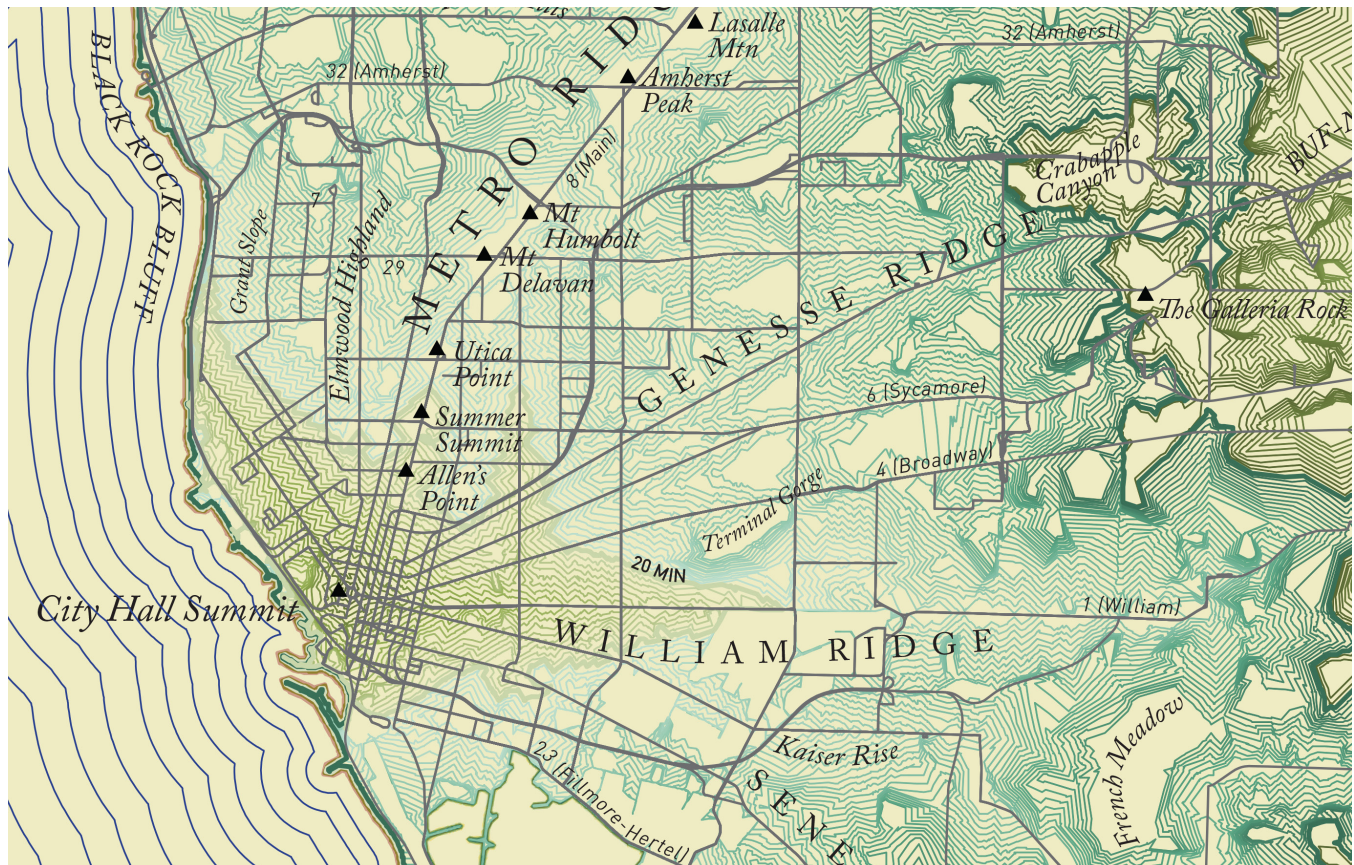 Lasalle
Mtn
32 (Amherst)
32 (Amherst)
Amherst
Peak
BLACK ROCK BLUFF
METRO RIDG
8 (Main)
Crabapple
Canyon
BUF-N
7
Mt
Humbolt
Grant Slope
Elmwood Highland
29
Mt
Delavan
GENESSE RIDGE
The Galleria Rock
Utica
Point
6 (Sycamore)
Summer
Summit
4 (Broadway)
Allen's
Point
Terminal Gorge
20 MIN
City Hall Summit
1 (William)
WILLIAM RIDGE
Kaiser Rise
French Meadow
23 (Fillmore-Hertel)
SENE